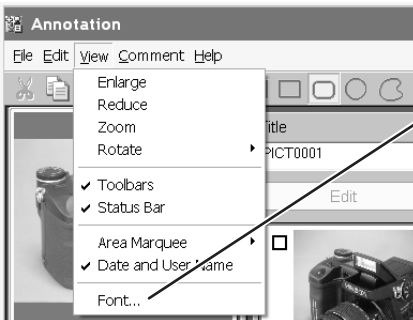 Annotation
File Edit View Comment Help
Enlarge
Reduce
Zoom
Rotate
Toolbars
Status Bar
Area Marquee
Date and User Name
Font...
Title
PICT0001
Edit